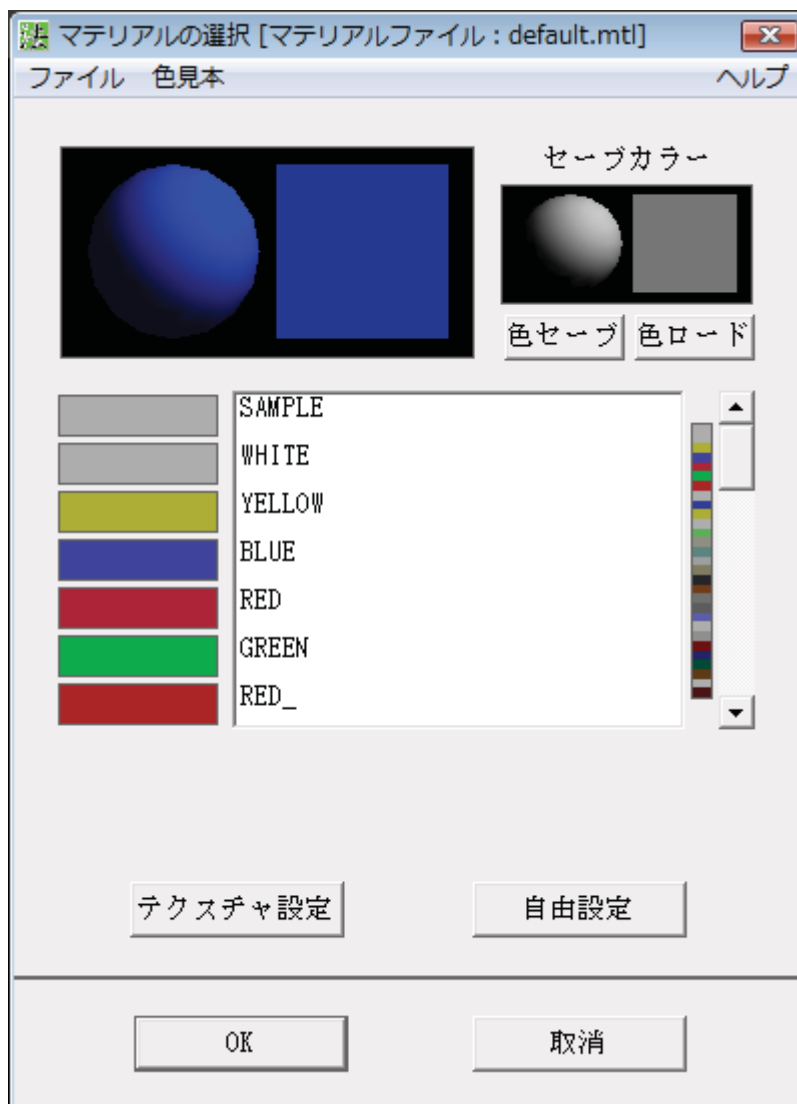 マテリアルの選択 [マテリアルファイル : default.mtl]
ファイル 色見本 ヘルプ
セーブカラー
色セーブ 色ロード
SAMPLE
WHITE
YELLOW
BLUE
RED
GREEN
RED_
テクスチャ設定 自由設定
OK 取消